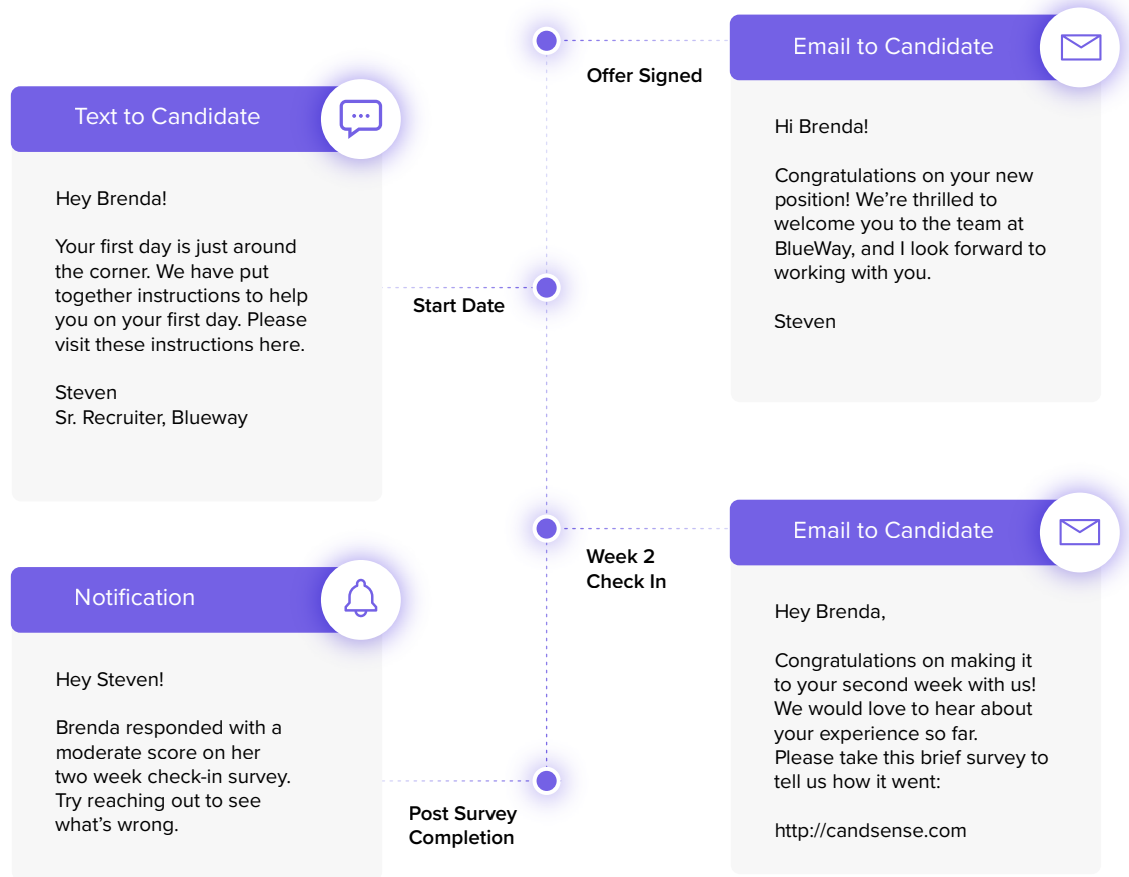 Offer Signed
Email to Candidate
Hi Brenda!
Congratulations on your new
position! We’re thrilled to
welcome you to the team at
BlueWay, and I look forward to
working with you.
Steven
Text to Candidate
Hey Brenda!
Your first day is just around
the corner. We have put
together instructions to help
you on your first day. Please
visit these instructions here.
Steven
Sr. Recruiter, Blueway
Start Date
Week 2
Check In
Email to Candidate
Hey Brenda,
Congratulations on making it
to your second week with us!
We would love to hear about
your experience so far.
Please take this brief survey to
tell us how it went:
http://candsense.com
Notification
Hey Steven!
Brenda responded with a
moderate score on her
two week check-in survey.
Try reaching out to see
what’s wrong.
Post Survey
Completion